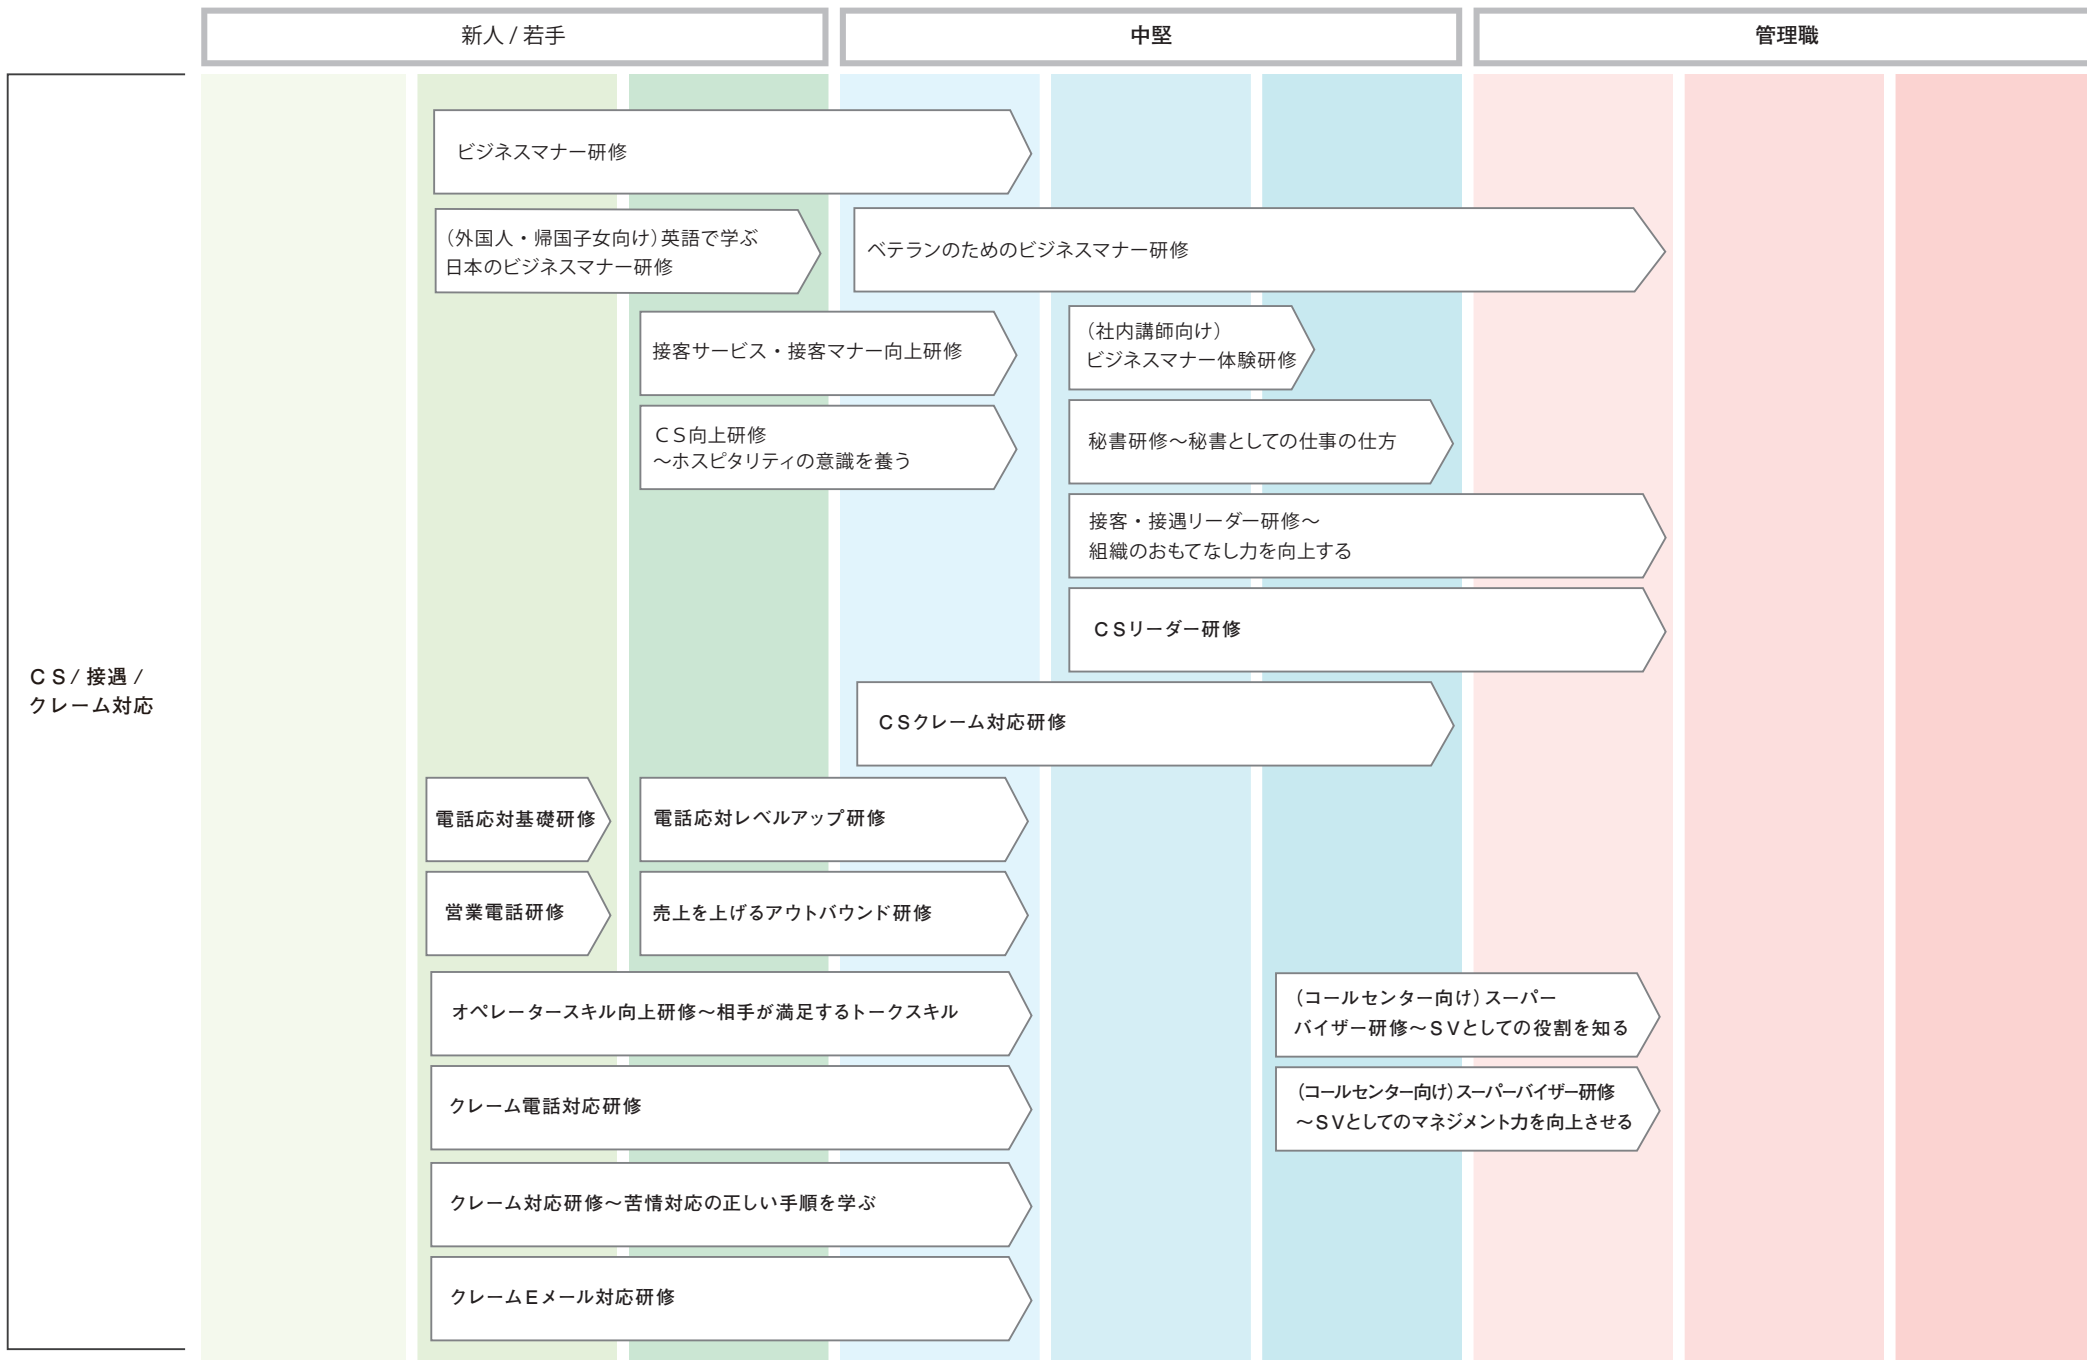 新人 / 若手
中堅
管理職
CS / 接遇 /
クレーム対応
ビジネスマナー研修
（外国人・帰国子女向け）英語で学ぶ
日本のビジネスマナー研修
ベテランのためのビジネスマナー研修
接客サービス・接客マナー向上研修
（社内講師向け）
ビジネスマナー体験研修
CS向上研修
～ホスピタリティの意識を養う
秘書研修～秘書としての仕事の仕方
接客・接遇リーダー研修～
組織のおもてなし力を向上する
CSリーダー研修
CSクレーム対応研修
電話応対基礎研修
電話応対レベルアップ研修
営業電話研修
売上を上げるアウトバウンド研修
オペレータースキル向上研修～相手が満足するトークスキル
（コールセンター向け）スーパー
バイザー研修～SVとしての役割を知る
クレーム電話対応研修
（コールセンター向け）スーパーバイザー研修
～SVとしてのマネジメント力を向上させる
クレーム対応研修～苦情対応の正しい手順を学ぶ
クレームEメール対応研修